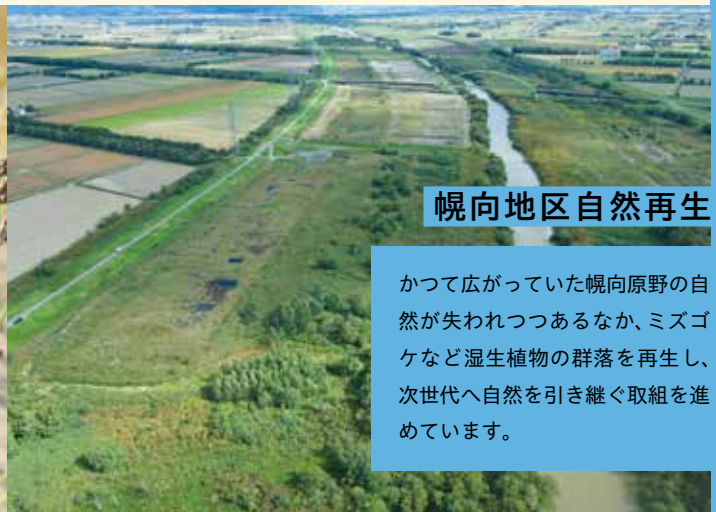 幌向地区自然再生
かつて広がっていた幌向原野の自
然が失われつつあるなか、ミズゴ
ケなど湿生植物の群落を再生し、
次世代へ自然を引き継ぐ取組を進
めています。